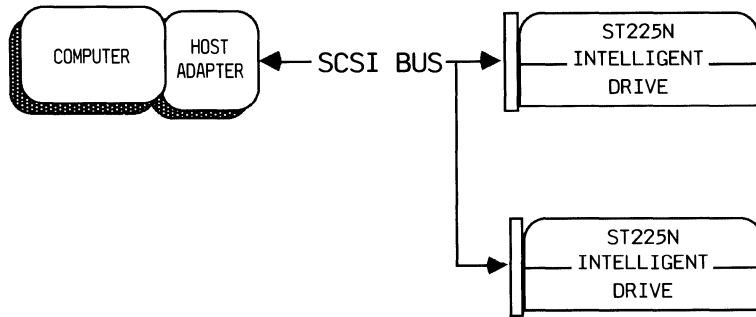 COMPUTER
HOST
ADAPTER
SCSI BUS
ST225N
INTELLIGENT
DRIVE
ST225N
INTELLIGENT
DRIVE